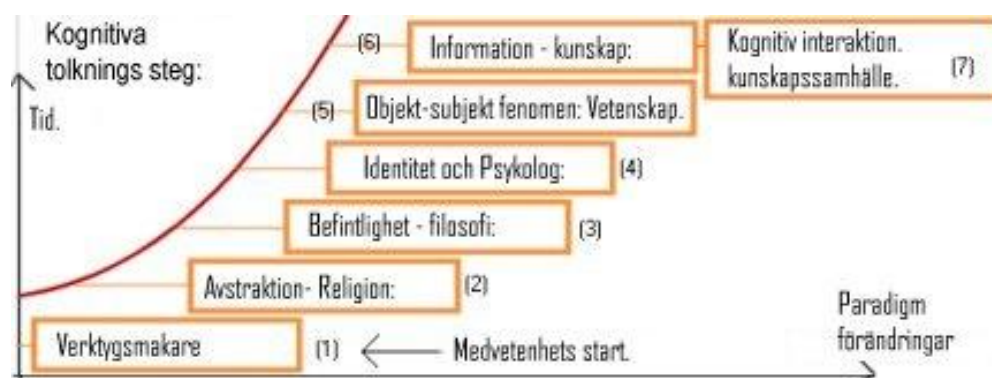 Kognitiva
tolknings steg:
Tid.
(6) Information - kunskap:
Kognitiv interaktion.
kunskapssamhälle. (7)
(5) Objekt-subjekt fenomen: Vetenskap.
Identitet och Psykolog: (4)
Befintlighet - filosofi: (3)
Avstraktion- Religion: (2)
Verktygsmakare (1)
Medvetenhets start.
Paradigm
förändringar